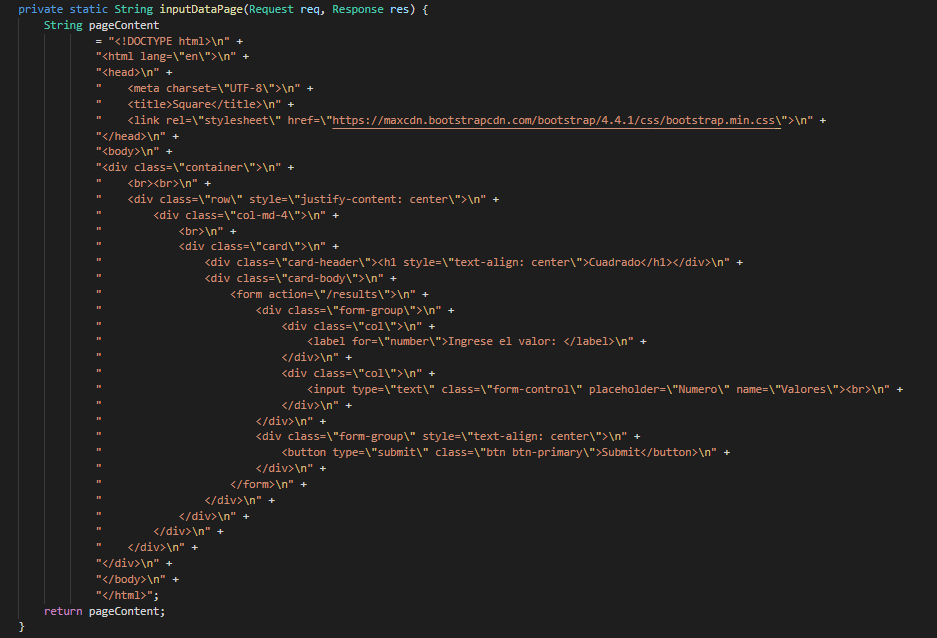 private static String inputDataPage(Request req, Response res) {
    String pageContent
            = "<!DOCTYPE html>\n" +
            "<html lang=\"en\">\n" +
            "<head>\n" +
            "    <meta charset=\"UTF-8\">\n" +
            "    <title>Square</title>\n" +
            "    <link rel=\"stylesheet\" href=\"https://maxcdn.bootstrapcdn.com/bootstrap/4.4.1/css/bootstrap.min.css\">\n" +
            "</head>\n" +
            "<body>\n" +
            "<div class=\"container\">\n" +
            "    <br><br>\n" +
            "    <div class=\"row\" style=\"justify-content: center\">\n" +
            "        <div class=\"col-md-4\">\n" +
            "            <br>\n" +
            "            <div class=\"card\">\n" +
            "                <div class=\"card-header\"><h1 style=\"text-align: center\">Cuadrado</h1></div>\n" +
            "                <div class=\"card-body\">\n" +
            "                    <form action=\"/results\">\n" +
            "                        <div class=\"form-group\">\n" +
            "                            <div class=\"col\">\n" +
            "                                <label for=\"number\">Ingrese el valor: </label>\n" +
            "                            </div>\n" +
            "                            <div class=\"col\">\n" +
            "                                <input type=\"text\" class=\"form-control\" placeholder=\"Numero\" name=\"Valores\"><br>\n" +
            "                            </div>\n" +
            "                        </div>\n" +
            "                        <div class=\"form-group\" style=\"text-align: center\">\n" +
            "                            <button type=\"submit\" class=\"btn btn-primary\">Submit</button>\n" +
            "                        </div>\n" +
            "                    </form>\n" +
            "                </div>\n" +
            "            </div>\n" +
            "        </div>\n" +
            "    </div>\n" +
            "</div>\n" +
            "</body>\n" +
            "</html>";
    return pageContent;
}